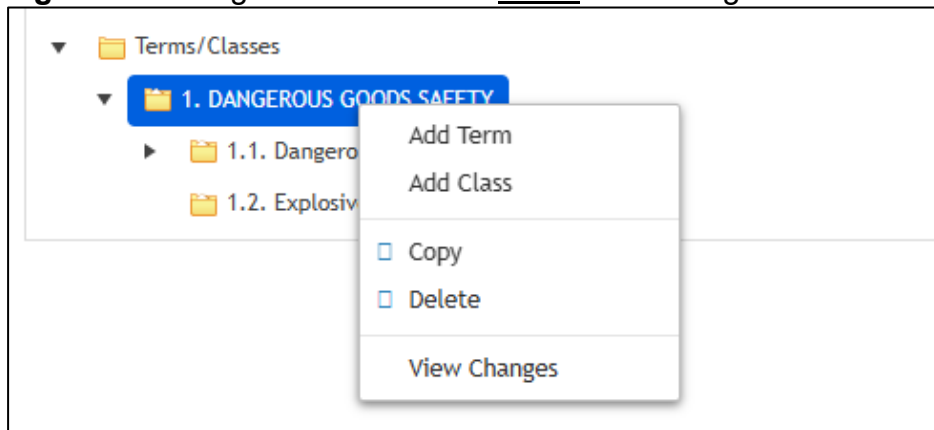 Terms/Classes
1. DANGEROUS GOODS SAFETY
1.1. Dangero
1.2. Explosiv
Add Term
Add Class
Copy
Delete
View Changes